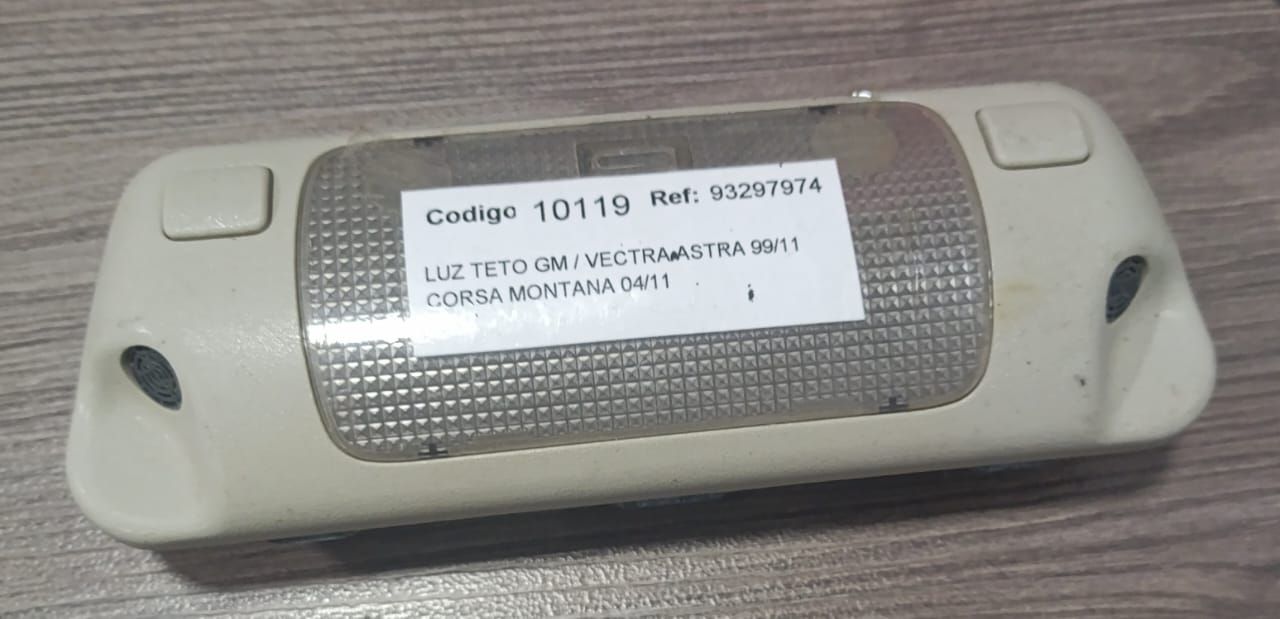 Codigo 10119 Ref: 93297974
LUZ TETO GM / VECTRA ASTRA 99/11
CORSA MONTANA 04/11